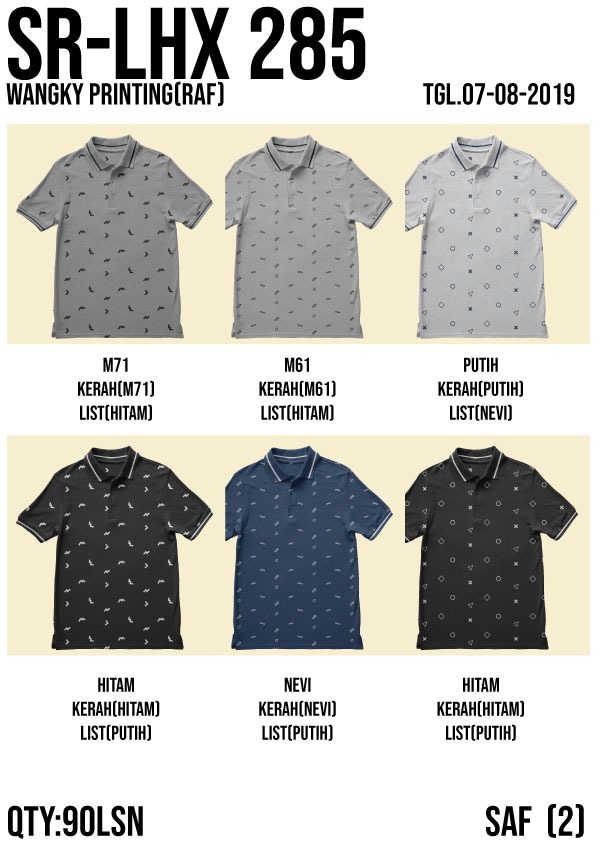 SR-LHX 285
WANGKY PRINTING(RAF)
TGL.07-08-2019
M71
KERAH(M71)
LIST(HITAM)
M61
KERAH(M61)
LIST(HITAM)
PUTIH
KERAH(PUTIH)
LIST(NEVI)
HITAM
KERAH(HITAM)
LIST(PUTIH)
NEVI
KERAH(NEVI)
LIST(PUTIH)
HITAM
KERAH(HITAM)
LIST(PUTIH)
QTY:90LSN
SAF (2)